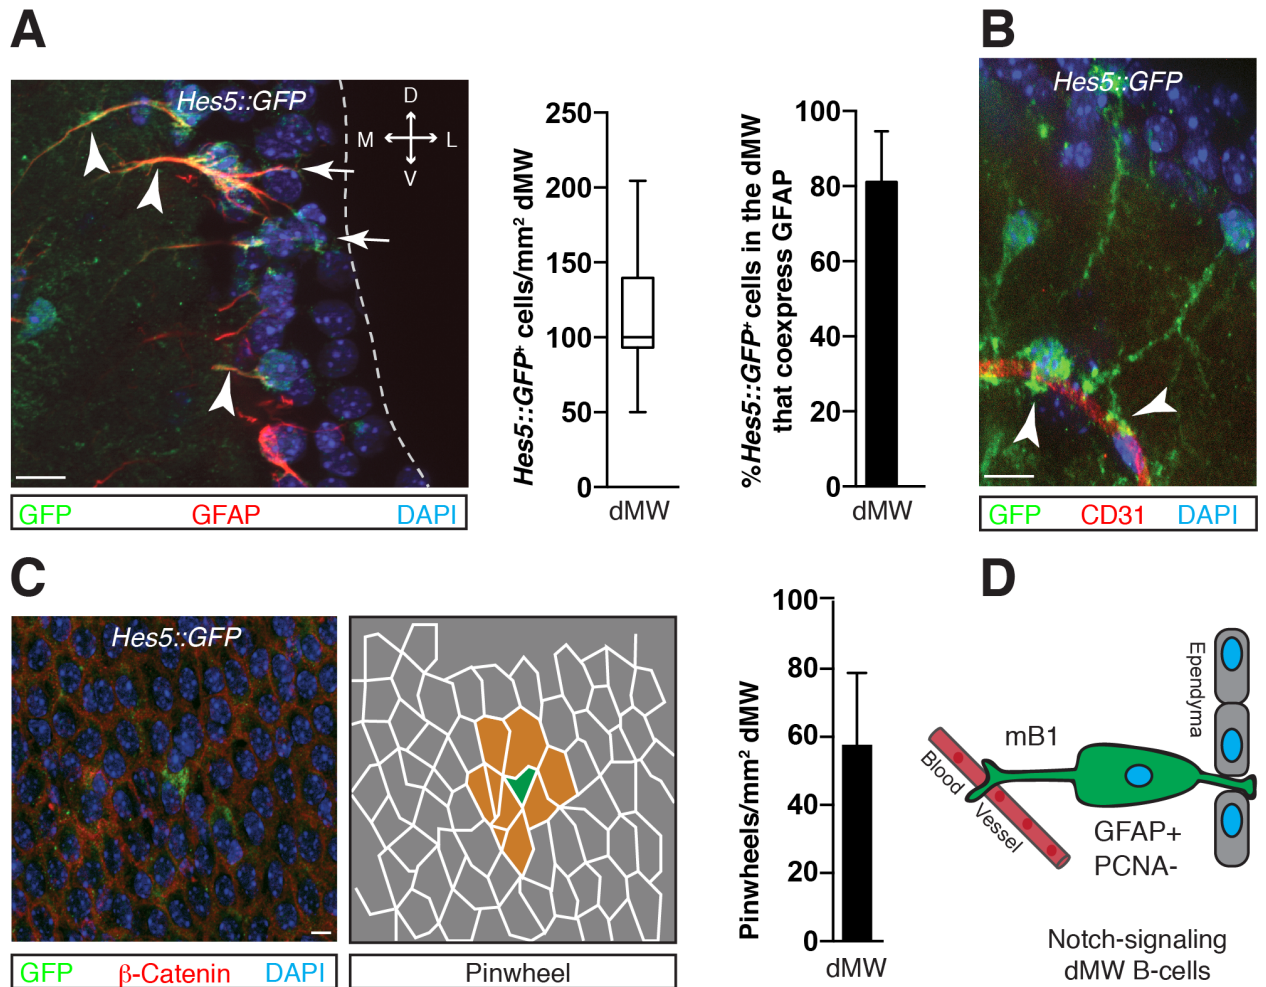 A
Hes5::GFP
D
M
L
V
GFP GFAP DAPI
Hes5::GFP+ cells/mm² dMW
250
200
150
100
50
0
dMW
%Hes5::GFP+ cells in the dMW
that coexpress GFAP
100
80
60
40
20
0
dMW
B
Hes5::GFP
GFP CD31 DAPI
C
Hes5::GFP
GFP β-Catenin DAPI
Pinwheel
Pinwheels/mm² dMW
100
80
60
40
20
0
dMW
D
Ependyma
mB1
Blood Vessel
GFAP+
PCNA-
Notch-signaling
dMW B-cells